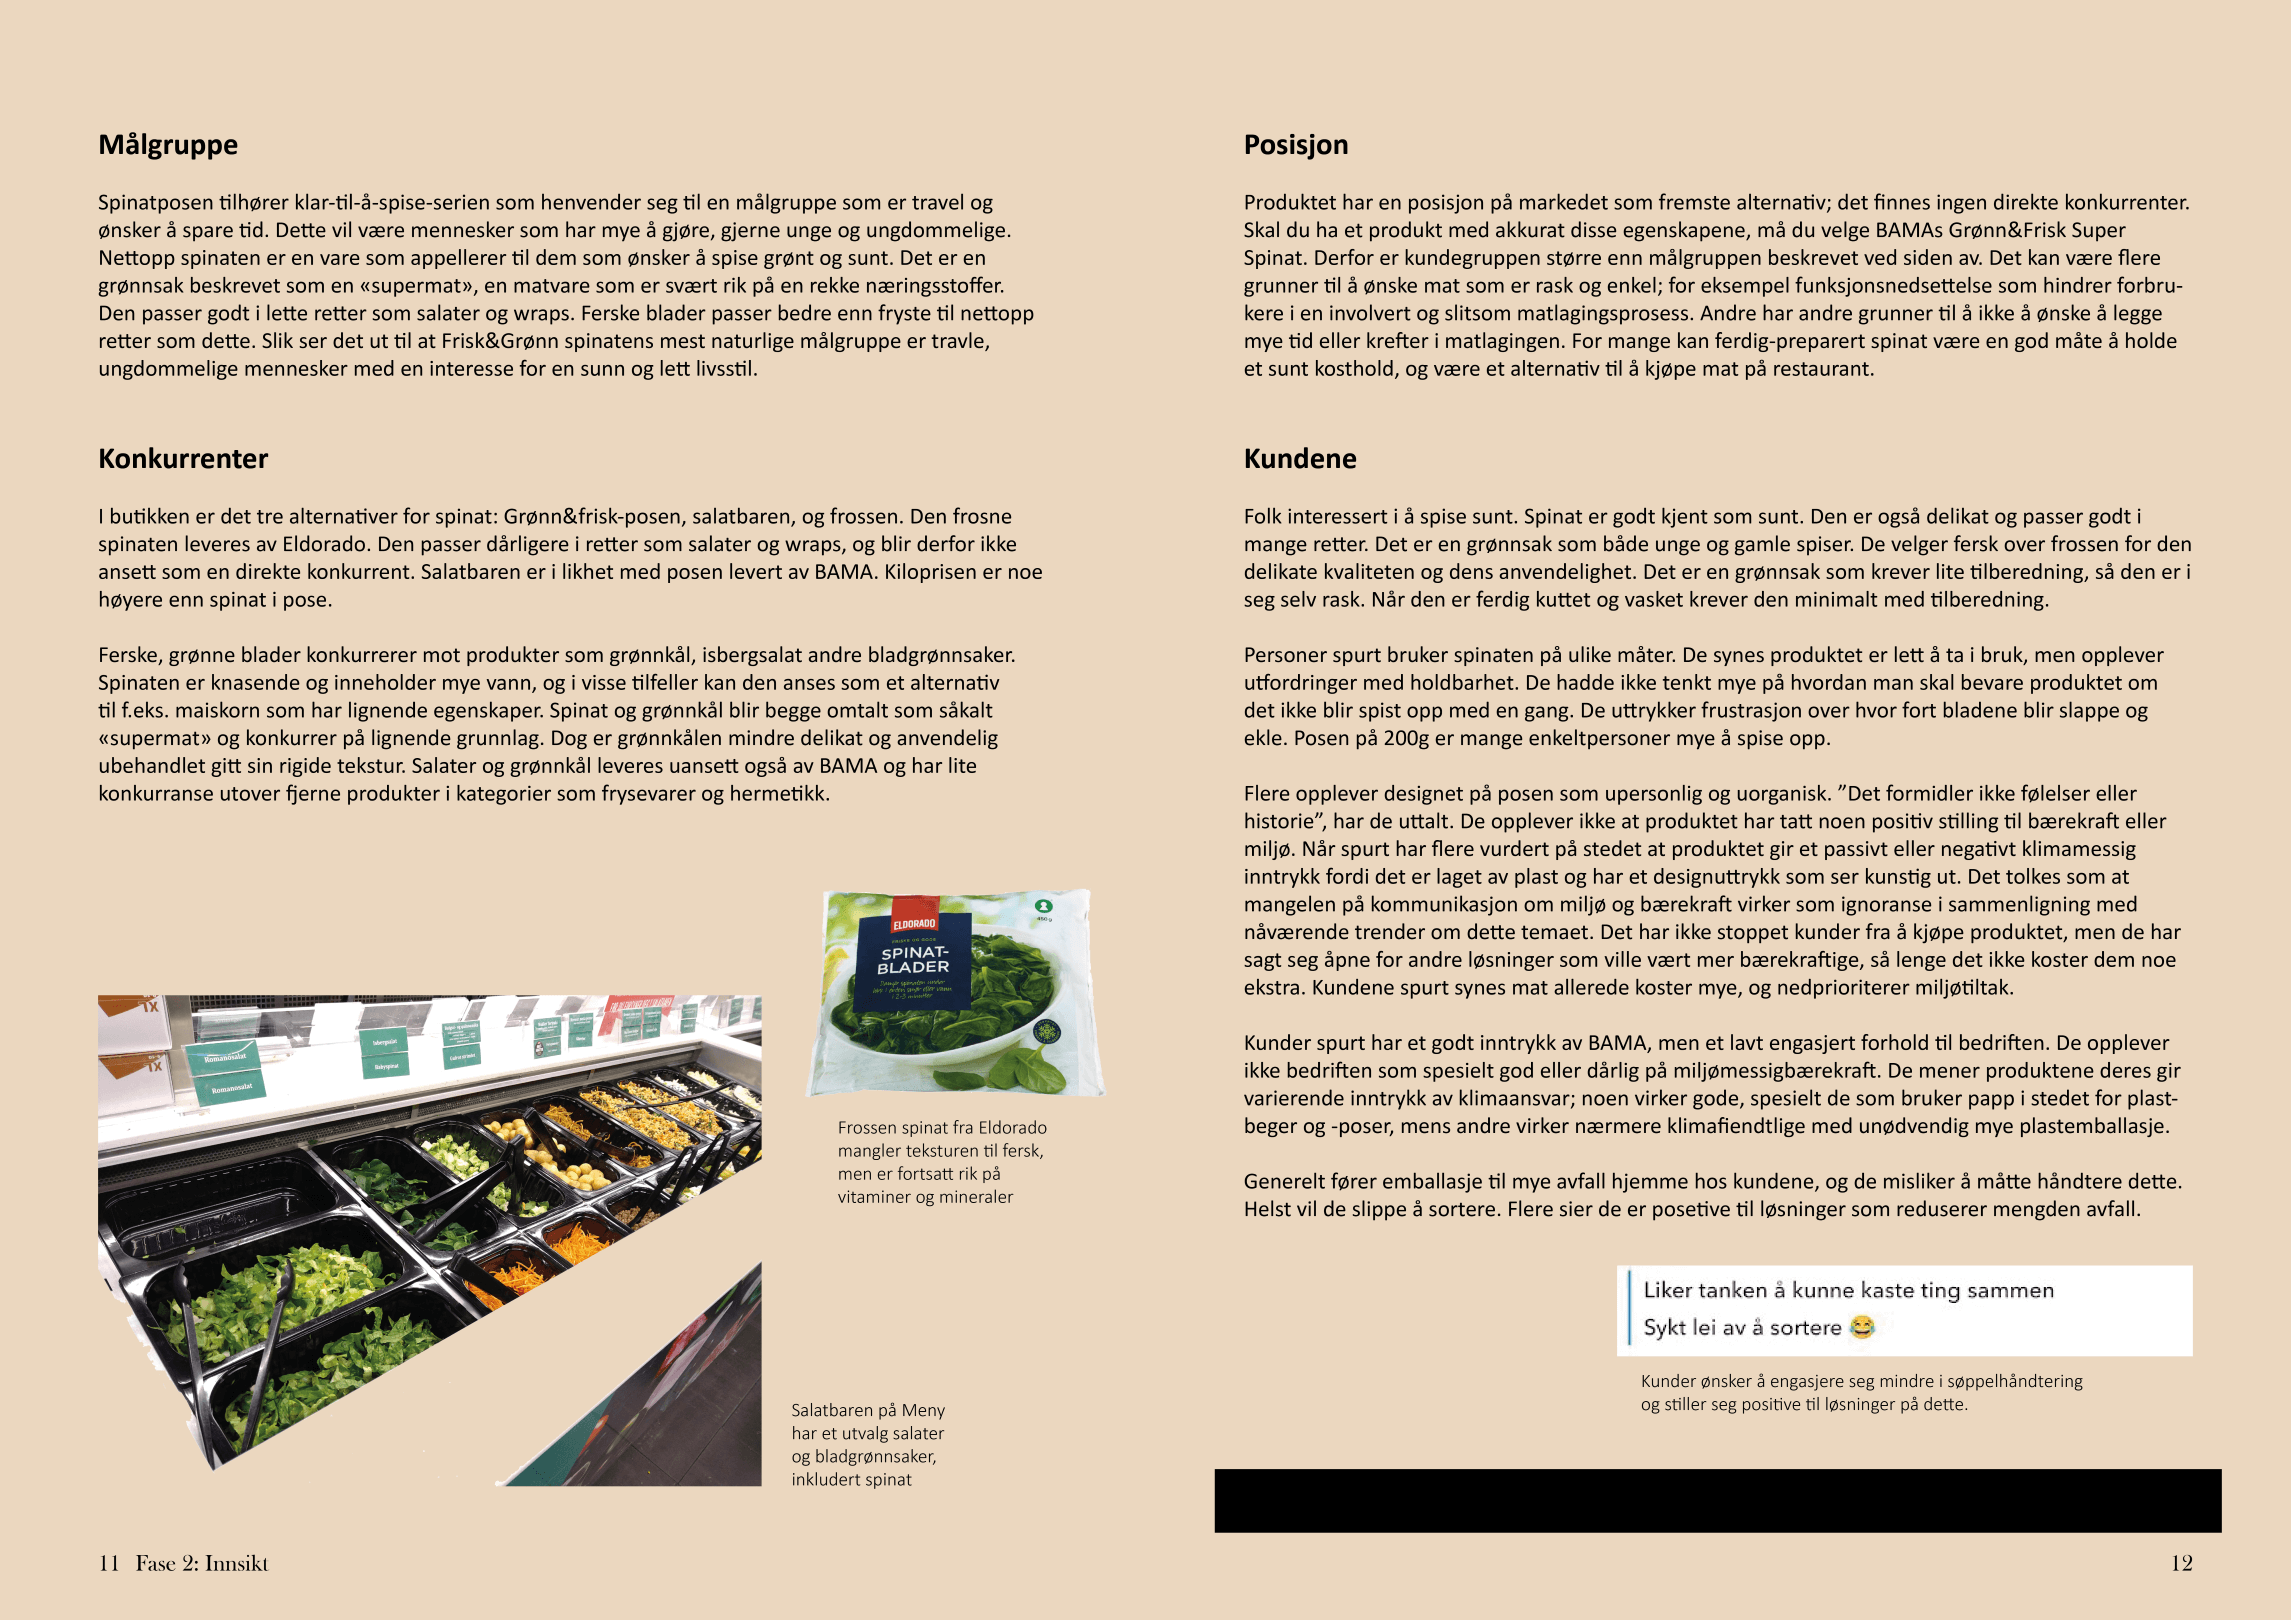 Målgruppe
Spinatposen tilhører klar-til-å-spise-serien som henvender seg til en målgruppe som er travel og
ønsker å spare tid. Dette vil være mennesker som har mye å gjøre, gjerne unge og ungdommelige.
Nettopp spinaten er en vare som appellerer til dem som ønsker å spise grønt og sunt. Det er en
grønnsak beskrevet som en «supermat», en matvare som er svært rik på en rekke næringsstoffer.
Den passer godt i lette retter som salater og wraps. Ferske blader passer bedre enn fryste til nettopp
retter som dette. Slik ser det ut til at Frisk&Grønn spinatens mest naturlige målgruppe er travle,
ungdommelige mennesker med en interesse for en sunn og lett livsstil.
Konkurrenter
I butikken er det tre alternativer for spinat: Grønn&frisk-posen, salatbaren, og frossen. Den frosne
spinaten leveres av Eldorado. Den passer dårligere i retter som salater og wraps, og blir derfor ikke
ansett som en direkte konkurrent. Salatbaren er i likhet med posen levert av BAMA. Kiloprisen er noe
høyere enn spinat i pose.
Ferske, grønne blader konkurrerer mot produkter som grønnkål, isbergsalat andre bladgrønnsaker.
Spinaten er knasende og inneholder mye vann, og i visse tilfeller kan den anses som et alternativ
til f.eks. maiskorn som har lignende egenskaper. Spinat og grønnkål blir begge omtalt som såkalt
«supermat» og konkurrer på lignende grunnlag. Dog er grønnkålen mindre delikat og anvendelig
ubehandlet gitt sin rigide tekstur. Salater og grønnkål leveres uansett også av BAMA og har lite
konkurranse utover fjerne produkter i kategorier som frysevarer og hermetikk.
ELDORADO
SPINAT-
BLADER
450 g
Frossen spinat fra Eldorado
mangler teksturen til fersk,
men er fortsatt rik på
vitaminer og mineraler
Romanosalat
Romanosalat
Isbergsalat
Babyspinat
Salatbaren på Meny
har et utvalg salater
og bladgrønnsaker,
inkludert spinat
11 Fase 2: Innsikt
Posisjon
Produktet har en posisjon på markedet som fremste alternativ; det finnes ingen direkte konkurrenter.
Skal du ha et produkt med akkurat disse egenskapene, må du velge BAMAs Grønn&Frisk Super
Spinat. Derfor er kundegruppen større enn målgruppen beskrevet ved siden av. Det kan være flere
grunner til å ønske mat som er rask og enkel; for eksempel funksjonsnedsettelse som hindrer forbru-
kere i en involvert og slitsom matlagingsprosess. Andre har andre grunner til å ikke å ønske å legge
mye tid eller krefter i matlagingen. For mange kan ferdig-preparert spinat være en god måte å holde
et sunt kosthold, og være et alternativ til å kjøpe mat på restaurant.
Kundene
Folk interessert i å spise sunt. Spinat er godt kjent som sunt. Den er også delikat og passer godt i
mange retter. Det er en grønnsak som både unge og gamle spiser. De velger fersk over frossen for den
delikate kvaliteten og dens anvendelighet. Det er en grønnsak som krever lite tilberedning, så den er i
seg selv rask. Når den er ferdig kuttet og vasket krever den minimalt med tilberedning.
Personer spurt bruker spinaten på ulike måter. De synes produktet er lett å ta i bruk, men opplever
utfordringer med holdbarhet. De hadde ikke tenkt mye på hvordan man skal bevare produktet om
det ikke blir spist opp med en gang. De uttrykker frustrasjon over hvor fort bladene blir slappe og
ekle. Posen på 200g er mange enkeltpersoner mye å spise opp.
Flere opplever designet på posen som upersonlig og uorganisk. ”Det formidler ikke følelser eller
historie”, har de uttalt. De opplever ikke at produktet har tatt noen positiv stilling til bærekraft eller
miljø. Når spurt har flere vurdert på stedet at produktet gir et passivt eller negativt klimamessig
inntrykk fordi det er laget av plast og har et designuttrykk som ser kunstig ut. Det tolkes som at
mangelen på kommunikasjon om miljø og bærekraft virker som ignoranse i sammenligning med
nåværende trender om dette temaet. Det har ikke stoppet kunder fra å kjøpe produktet, men de har
sagt seg åpne for andre løsninger som ville vært mer bærekraftige, så lenge det ikke koster dem noe
ekstra. Kundene spurt synes mat allerede koster mye, og nedprioriterer miljøtiltak.
Kunder spurt har et godt inntrykk av BAMA, men et lavt engasjert forhold til bedriften. De opplever
ikke bedriften som spesielt god eller dårlig på miljømessigbærekraft. De mener produktene deres gir
varierende inntrykk av klimaansvar; noen virker gode, spesielt de som bruker papp i stedet for plast-
beger og -poser, mens andre virker nærmere klimafiendtlige med unødvendig mye plastemballasje.
Generelt fører emballasje til mye avfall hjemme hos kundene, og de misliker å måtte håndtere dette.
Helst vil de slippe å sortere. Flere sier de er posetive til løsninger som reduserer mengden avfall.
Liker tanken å kunne kaste ting sammen
Sykt lei av å sortere 😂
Kunder ønsker å engasjere seg mindre i søppelhåndtering
og stiller seg positive til løsninger på dette.
12